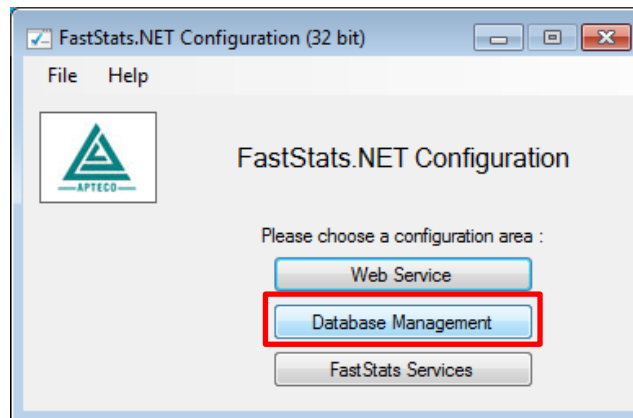 FastStats.NET Configuration (32 bit)
File Help
APTECO
FastStats.NET Configuration
Please choose a configuration area :
Web Service
Database Management
FastStats Services